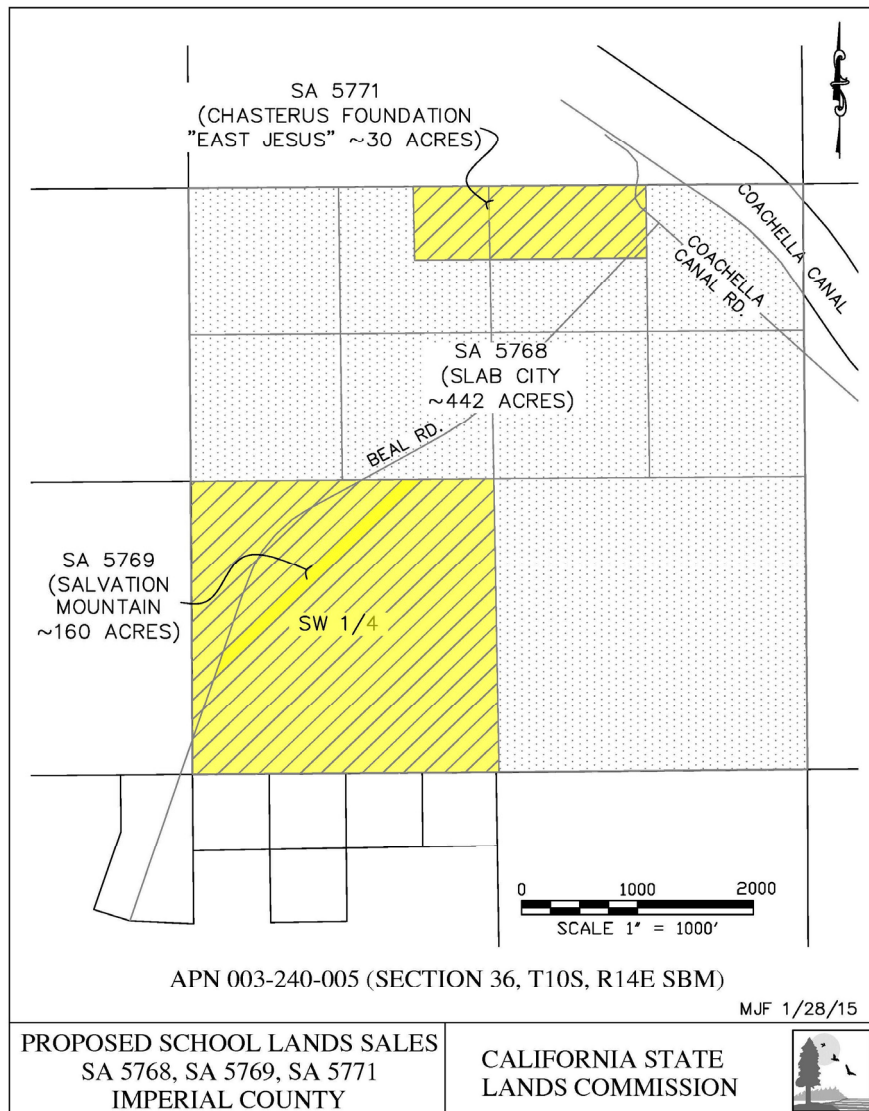 SA 5771
(CHASTERUS FOUNDATION
"EAST JESUS" ~30 ACRES)
COACHELLA CANAL
COACHELLA
CANAL RD.
SA 5768
(SLAB CITY
~442 ACRES)
BEAL RD.
SA 5769
(SALVATION
MOUNTAIN
~160 ACRES)
SW 1/4
0 1000 2000
SCALE 1" = 1000'
APN 003-240-005 (SECTION 36, T10S, R14E SBM)
MJF 1/28/15
PROPOSED SCHOOL LANDS SALES
SA 5768, SA 5769, SA 5771
IMPERIAL COUNTY
CALIFORNIA STATE
LANDS COMMISSION